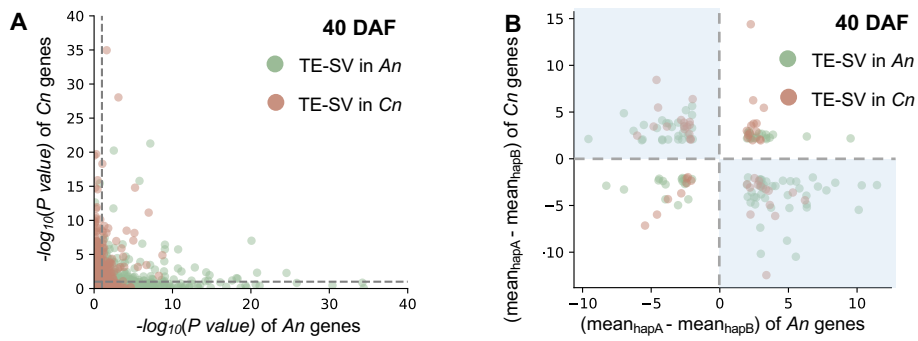 A
40 DAF
TE-SV in An
TE-SV in Cn
40
35
30
25
20
15
10
5
0
0 10 20 30 40
-log10(P value) of Cn genes
-log10(P value) of An genes
B
40 DAF
TE-SV in An
TE-SV in Cn
15
10
5
0
-5
-10
-10 -5 0 5 10
(meanhapA - meanhapB) of Cn genes
(meanhapA - meanhapB) of An genes